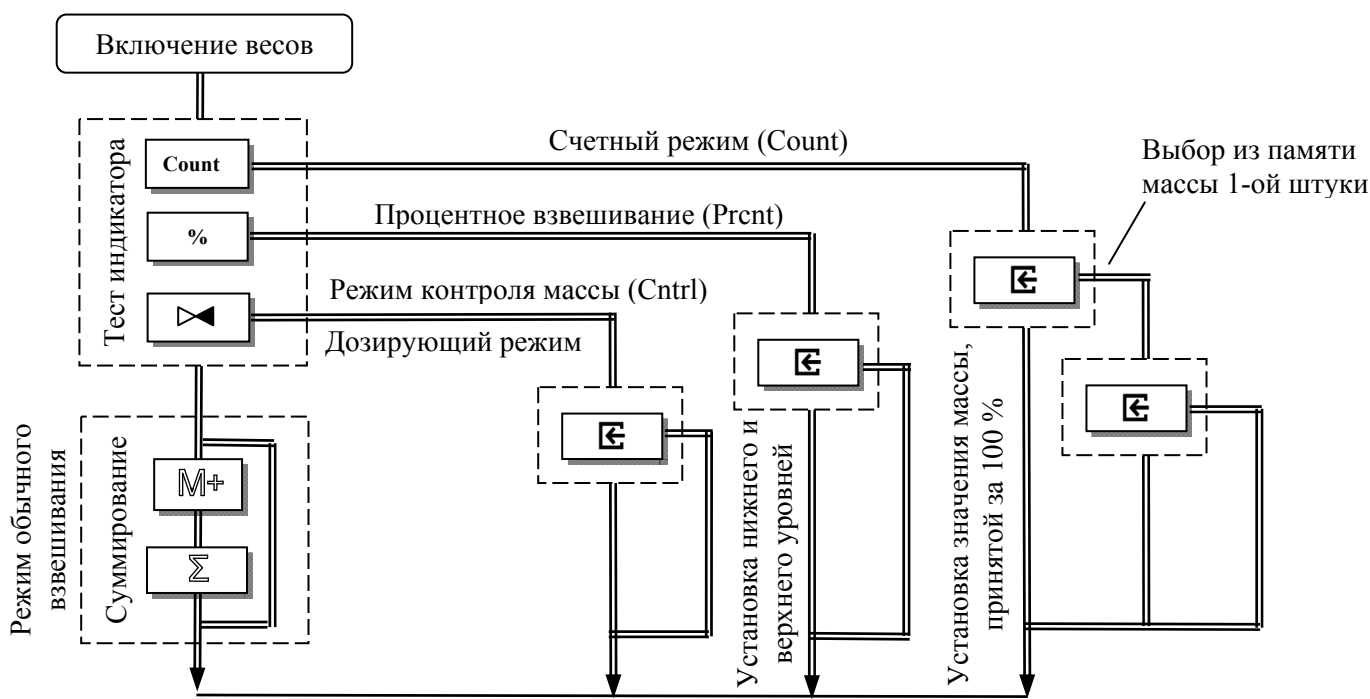 Включение весов
Тест индикатора
Count
%
Счетный режим (Count)
Процентное взвешивание (Prcnt)
Режим контроля массы (Cntrl)
Дозирующий режим
Выбор из памяти
массы 1-ой штуки
Режим обычного
взвешивания
Суммирование
M+
Σ
Установка нижнего и
верхнего уровней
Установка значения массы,
принятой за 100 %